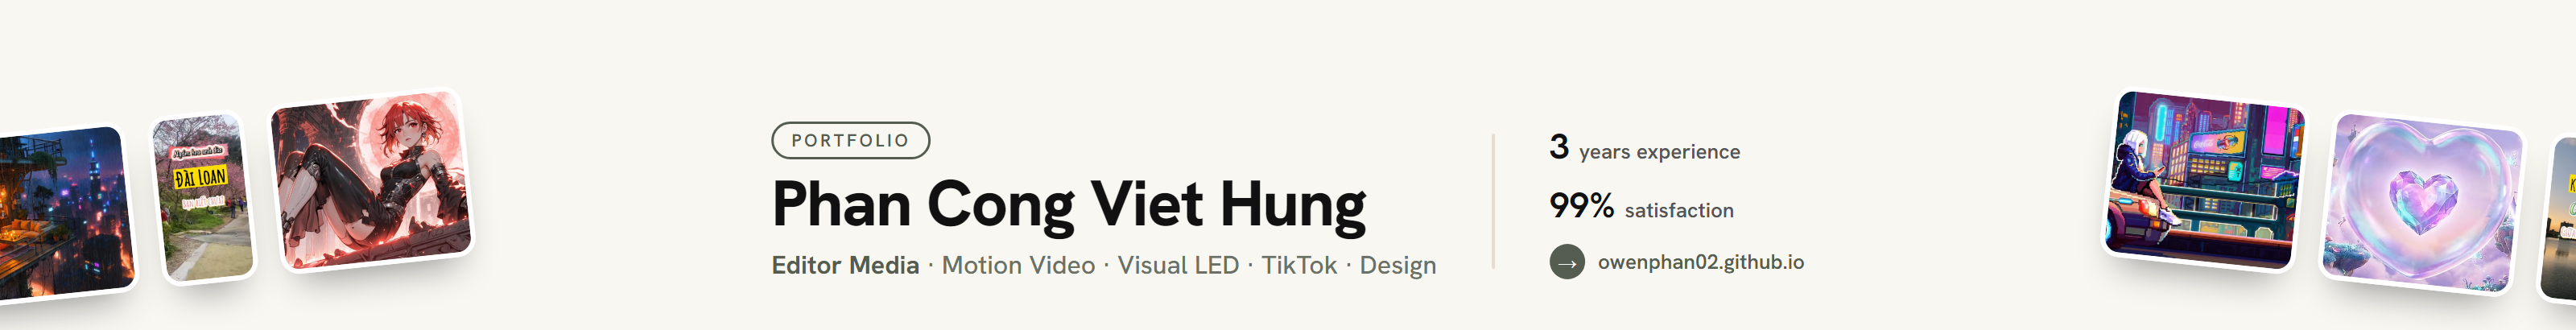 ĐÀI LOAN
PORTFOLIO
Phan Cong Viet Hung
Editor Media · Motion Video · Visual LED · TikTok · Design
3 years experience
99% satisfaction
→ owenphan02.github.io